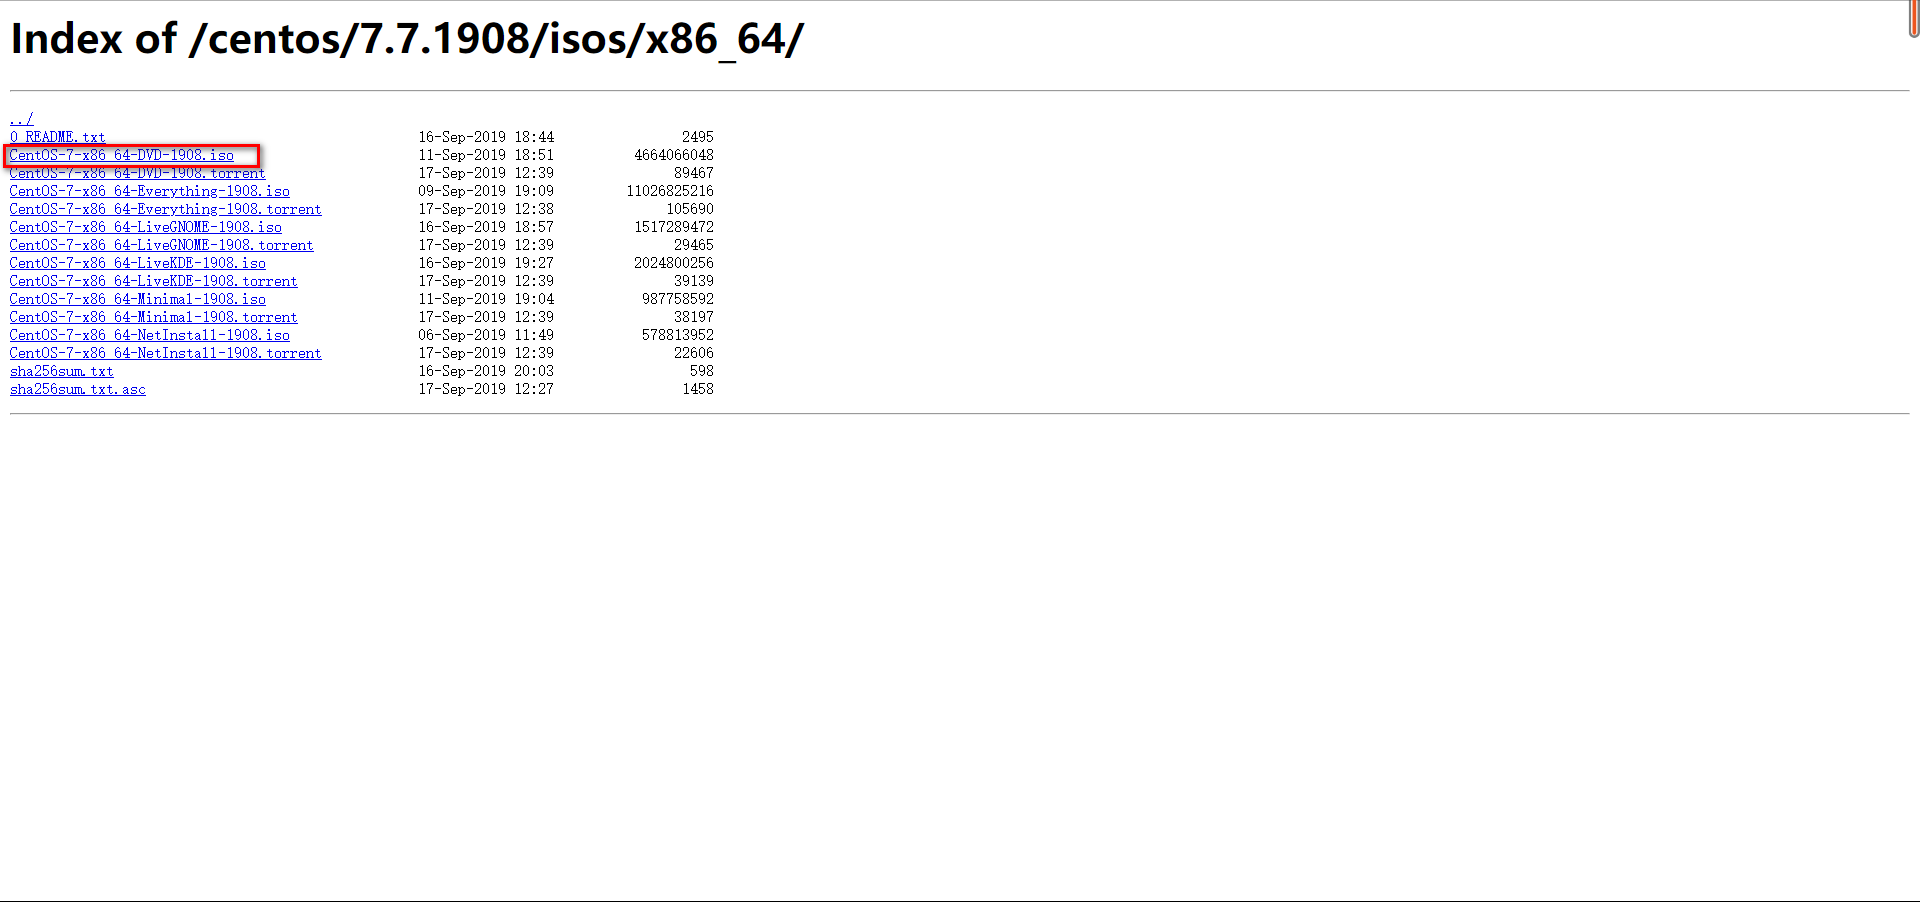 Index of /centos/7.7.1908/isos/x86_64/
../
0_README.txt 16-Sep-2019 18:44 2495
CentOS-7-x86_64-DVD-1908.iso 11-Sep-2019 18:51 4664066048
CentOS-7-x86_64-DVD-1908.torrent 17-Sep-2019 12:39 89467
CentOS-7-x86_64-Everything-1908.iso 09-Sep-2019 19:09 11026825216
CentOS-7-x86_64-Everything-1908.torrent 17-Sep-2019 12:38 105690
CentOS-7-x86_64-LiveGNOME-1908.iso 16-Sep-2019 18:57 1517289472
CentOS-7-x86_64-LiveGNOME-1908.torrent 17-Sep-2019 12:39 29465
CentOS-7-x86_64-LiveKDE-1908.iso 16-Sep-2019 19:27 2024800256
CentOS-7-x86_64-LiveKDE-1908.torrent 17-Sep-2019 12:39 39139
CentOS-7-x86_64-Minimal-1908.iso 11-Sep-2019 19:04 987758592
CentOS-7-x86_64-Minimal-1908.torrent 17-Sep-2019 12:39 38197
CentOS-7-x86_64-NetInstall-1908.iso 06-Sep-2019 11:49 578813952
CentOS-7-x86_64-NetInstall-1908.torrent 17-Sep-2019 12:39 22606
sha256sum.txt 16-Sep-2019 20:03 598
sha256sum.txt.asc 17-Sep-2019 12:27 1458